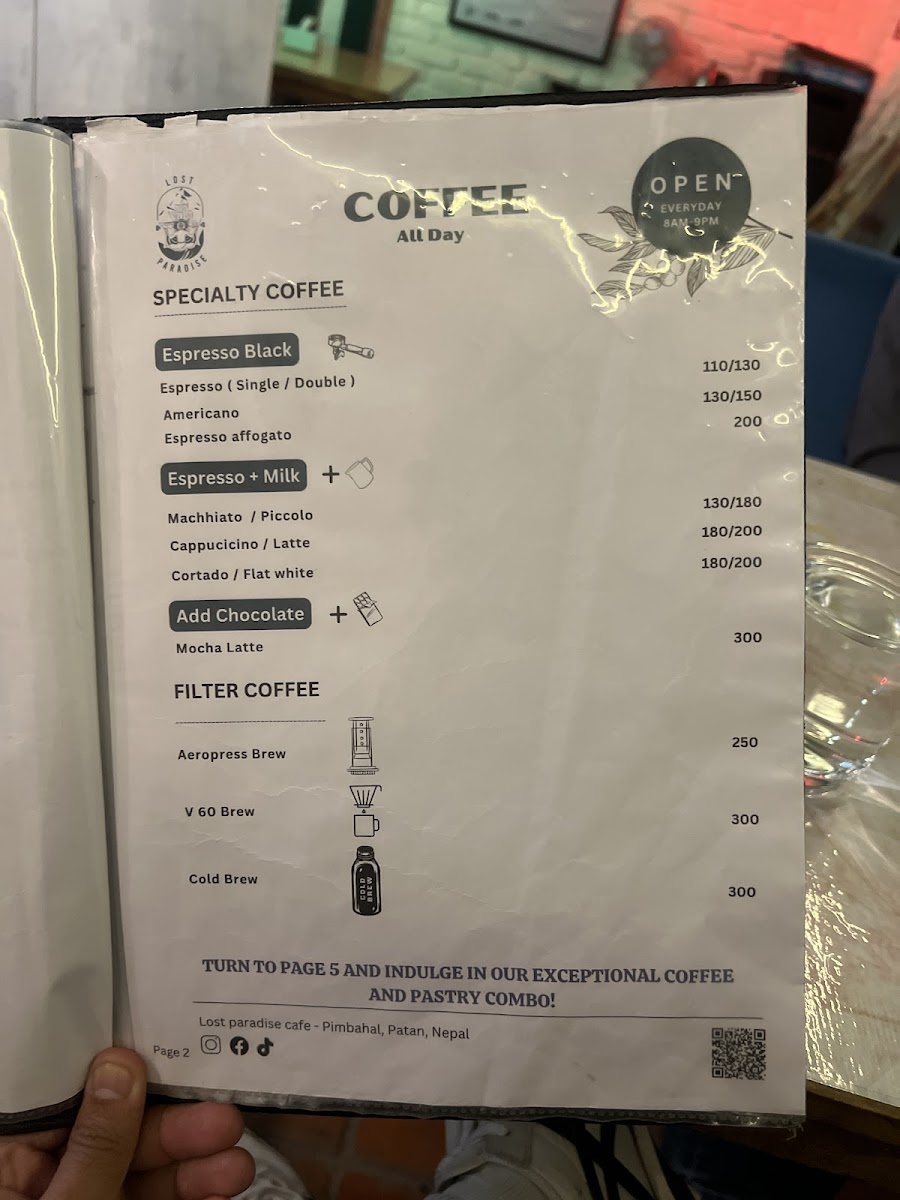 LOST
PARADISE
COFFEE
All Day
OPEN
EVERYDAY
8AM-9PM
SPECIALTY COFFEE
Espresso Black
Espresso ( Single / Double ) 110/130
Americano 130/150
Espresso affogato 200
Espresso + Milk +
Machhiato / Piccolo 130/180
Cappucicino / Latte 180/200
Cortado / Flat white 180/200
Add Chocolate +
Mocha Latte 300
FILTER COFFEE
Aeropress Brew 250
V 60 Brew 300
Cold Brew 300
COLD
BREW
TURN TO PAGE 5 AND INDULGE IN OUR EXCEPTIONAL COFFEE
AND PASTRY COMBO!
Lost paradise cafe - Pimbahal, Patan, Nepal
Page 2